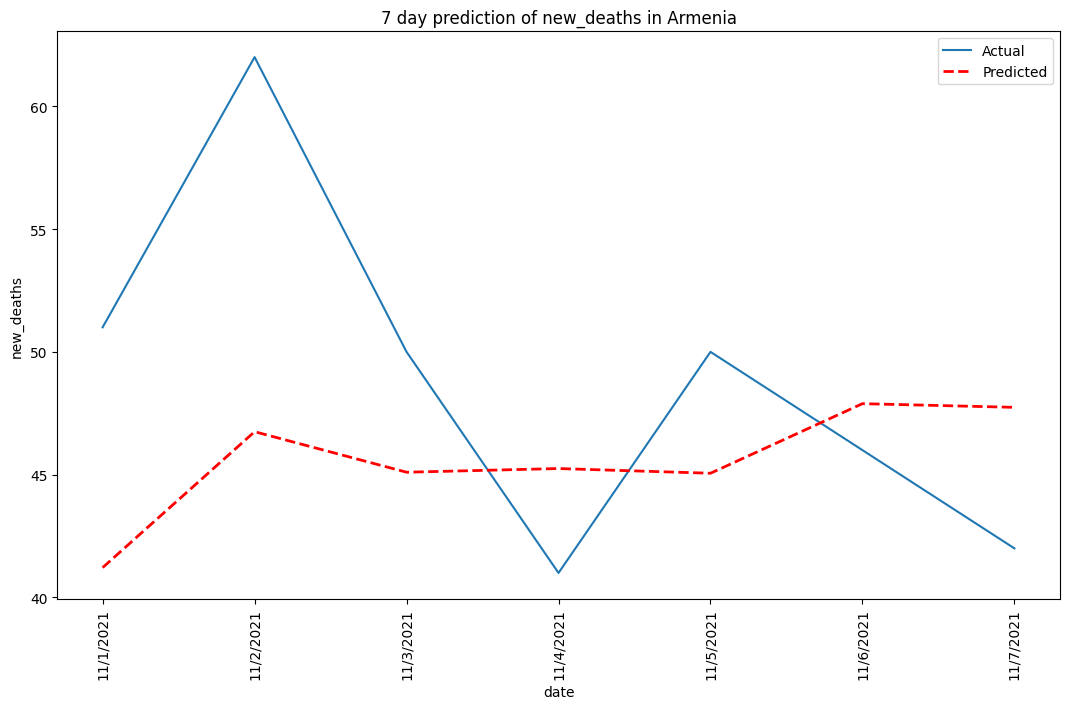 7 day prediction of new_deaths in Armenia
Actual
Predicted
new_deaths
60
55
50
45
40
11/1/2021
11/2/2021
11/3/2021
11/4/2021
11/5/2021
11/6/2021
11/7/2021
date